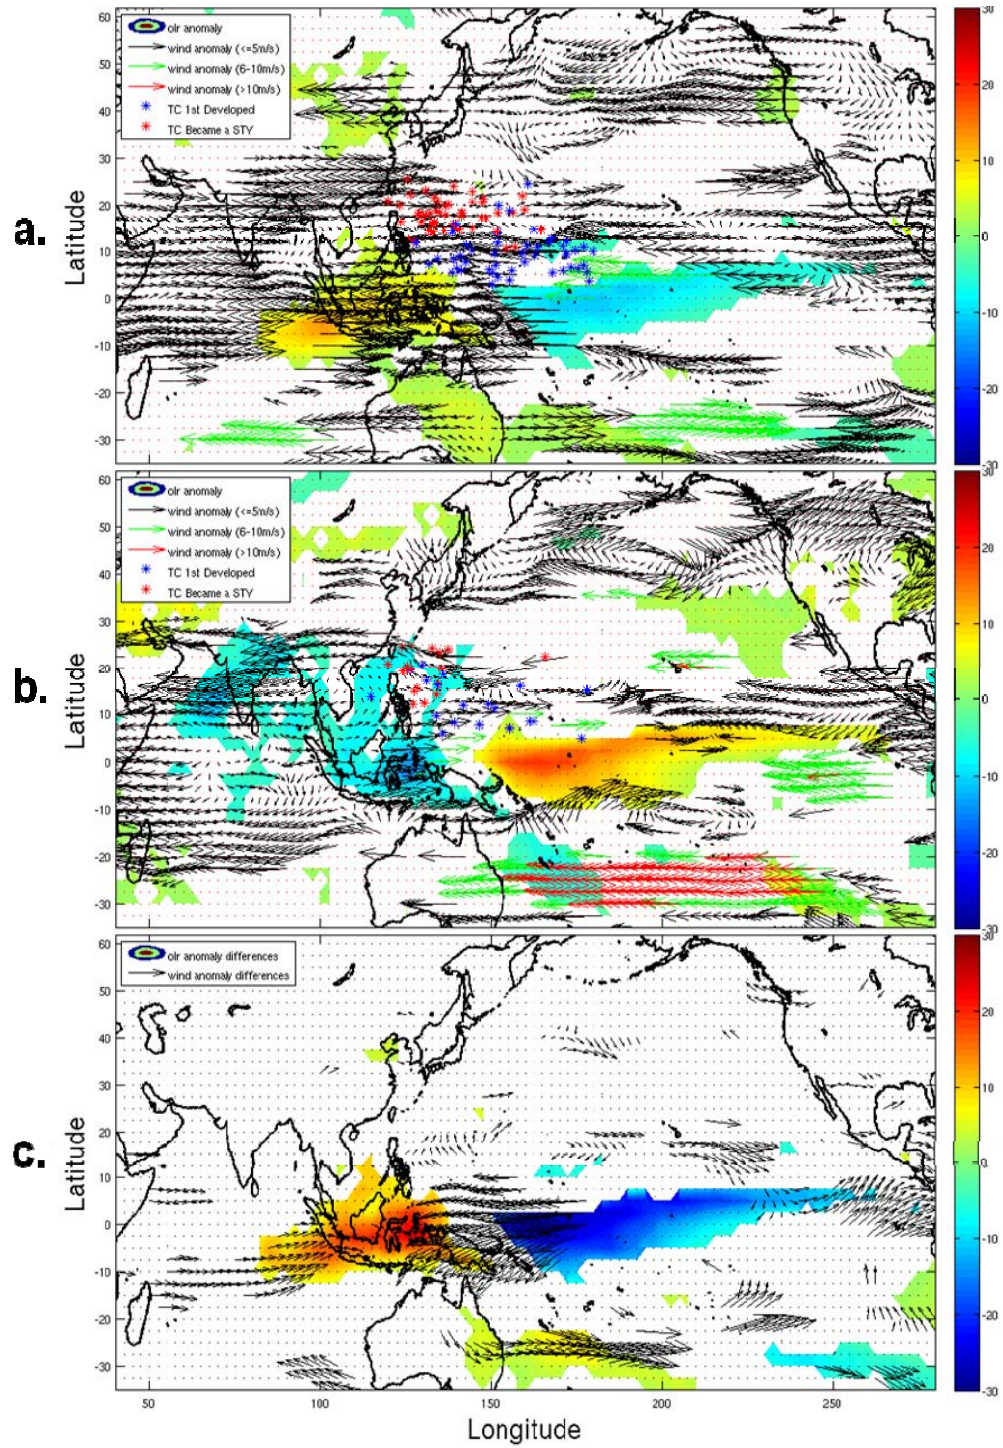 a.
Latitude
60
50
40
30
20
10
0
-10
-20
-30
olr anomaly
wind anomaly (<=5m/s)
wind anomaly (6-10m/s)
wind anomaly (>10m/s)
TC 1st Developed
TC Became a STY
30
20
10
0
-10
-20
-30
b.
Latitude
60
50
40
30
20
10
0
-10
-20
-30
olr anomaly
wind anomaly (<=5m/s)
wind anomaly (6-10m/s)
wind anomaly (>10m/s)
TC 1st Developed
TC Became a STY
30
20
10
0
-10
-20
-30
c.
Latitude
60
50
40
30
20
10
0
-10
-20
-30
olr anomaly differences
wind anomaly differences
30
20
10
0
-10
-20
-30
50 100 150 200 250
Longitude